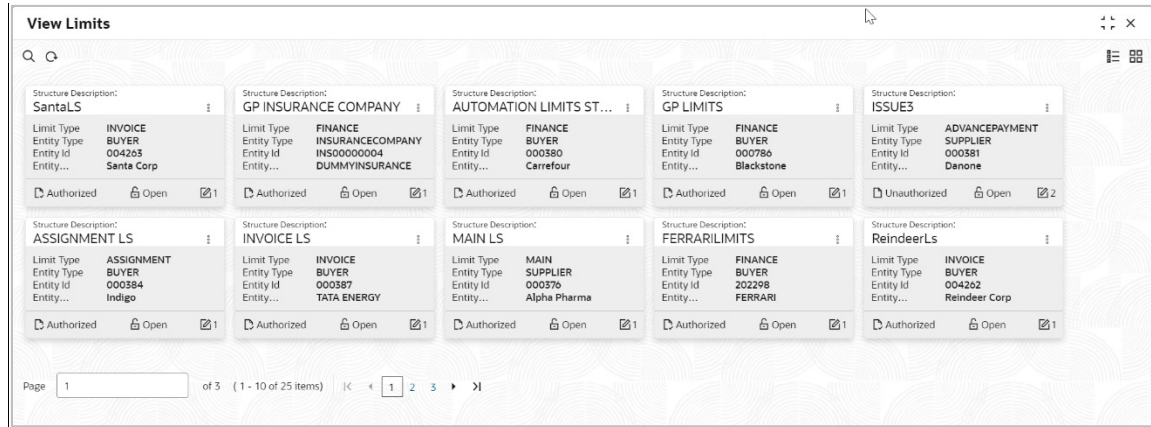 View Limits
Structure Description:
SantaLS
Limit Type INVOICE
Entity Type BUYER
Entity Id 004263
Entity... Santa Corp
Authorized Open 1
Structure Description:
GP INSURANCE COMPANY
Limit Type FINANCE
Entity Type INSURANCECOMPANY
Entity Id INS00000004
Entity... DUMMYINSURANCE
Authorized Open 1
Structure Description:
AUTOMATION LIMITS ST...
Limit Type FINANCE
Entity Type BUYER
Entity Id 000380
Entity... Carrefour
Authorized Open 1
Structure Description:
GP LIMITS
Limit Type FINANCE
Entity Type BUYER
Entity Id 000786
Entity... Blackstone
Authorized Open 1
Structure Description:
ISSUE3
Limit Type ADVANCEPAYMENT
Entity Type SUPPLIER
Entity Id 000381
Entity... Danone
Unauthorized Open 2
Structure Description:
ASSIGNMENT LS
Limit Type ASSIGNMENT
Entity Type BUYER
Entity Id 000384
Entity... Indigo
Authorized Open 1
Structure Description:
INVOICE LS
Limit Type INVOICE
Entity Type BUYER
Entity Id 000387
Entity... TATA ENERGY
Authorized Open 1
Structure Description:
MAIN LS
Limit Type MAIN
Entity Type SUPPLIER
Entity Id 000376
Entity... Alpha Pharma
Authorized Open 1
Structure Description:
FERRARILIMITS
Limit Type FINANCE
Entity Type BUYER
Entity Id 202298
Entity... FERRARI
Authorized Open 1
Structure Description:
ReindeerLs
Limit Type INVOICE
Entity Type BUYER
Entity Id 004262
Entity... Reindeer Corp
Authorized Open 1
Page 1 of 3 (1 - 10 of 25 items) 1 2 3